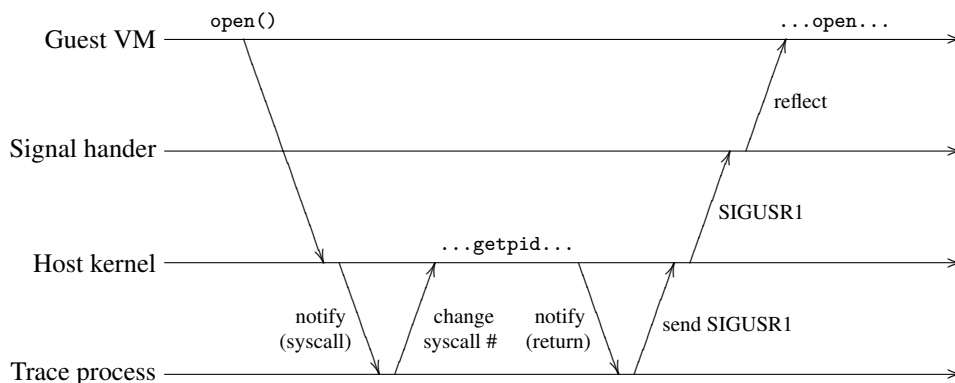 open()
...open...
Guest VM
reflect
Signal hander
SIGUSR1
...getpid...
Host kernel
notify
(syscall)
change
syscall #
notify
(return)
send SIGUSR1
Trace process